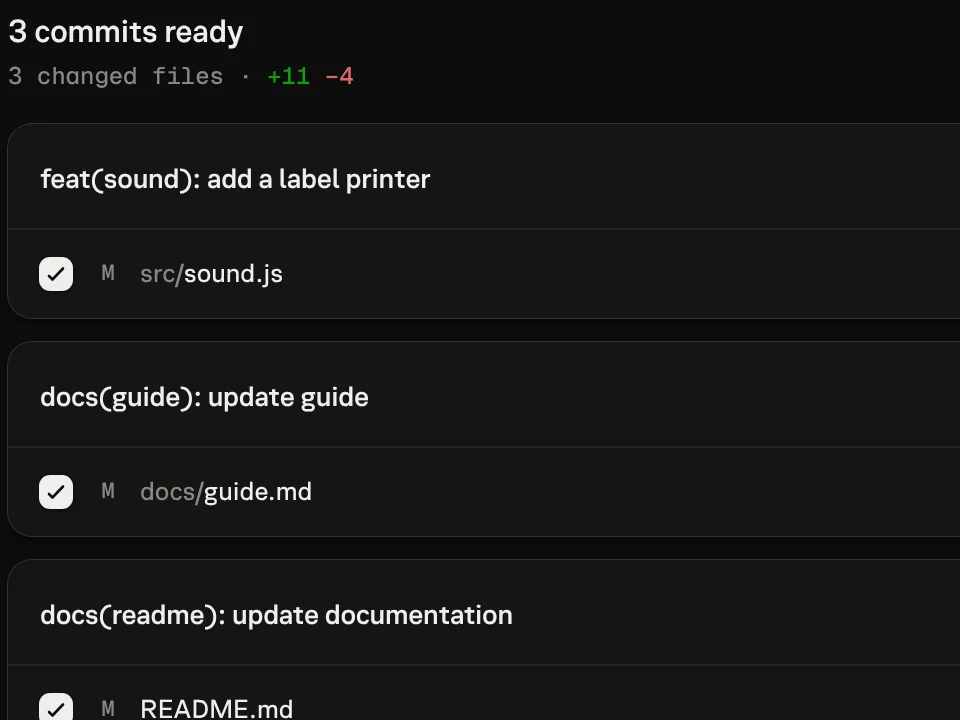 3 commits ready
3 changed files · +11 −4
feat(sound): add a label printer
M src/sound.js
docs(guide): update guide
M docs/guide.md
docs(readme): update documentation
M README.md